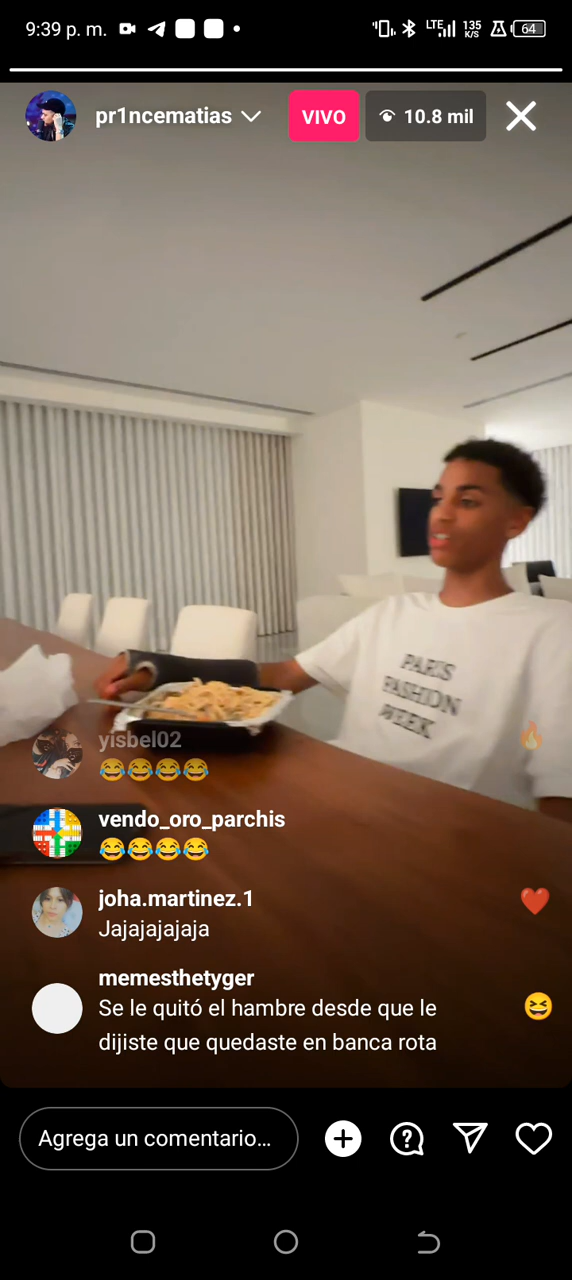 9:39 p. m.
LTE
135
K/S
64
pr1ncematias
VIVO
10.8 mil
PARIS
FASHION
WEEK
yisbel02
😂😂😂😂
vendo_oro_parchis
😂😂😂😂
joha.martinez.1
Jajajajajaja
memesthetyger
Se le quitó el hambre desde que le
dijiste que quedaste en banca rota
Agrega un comentario...